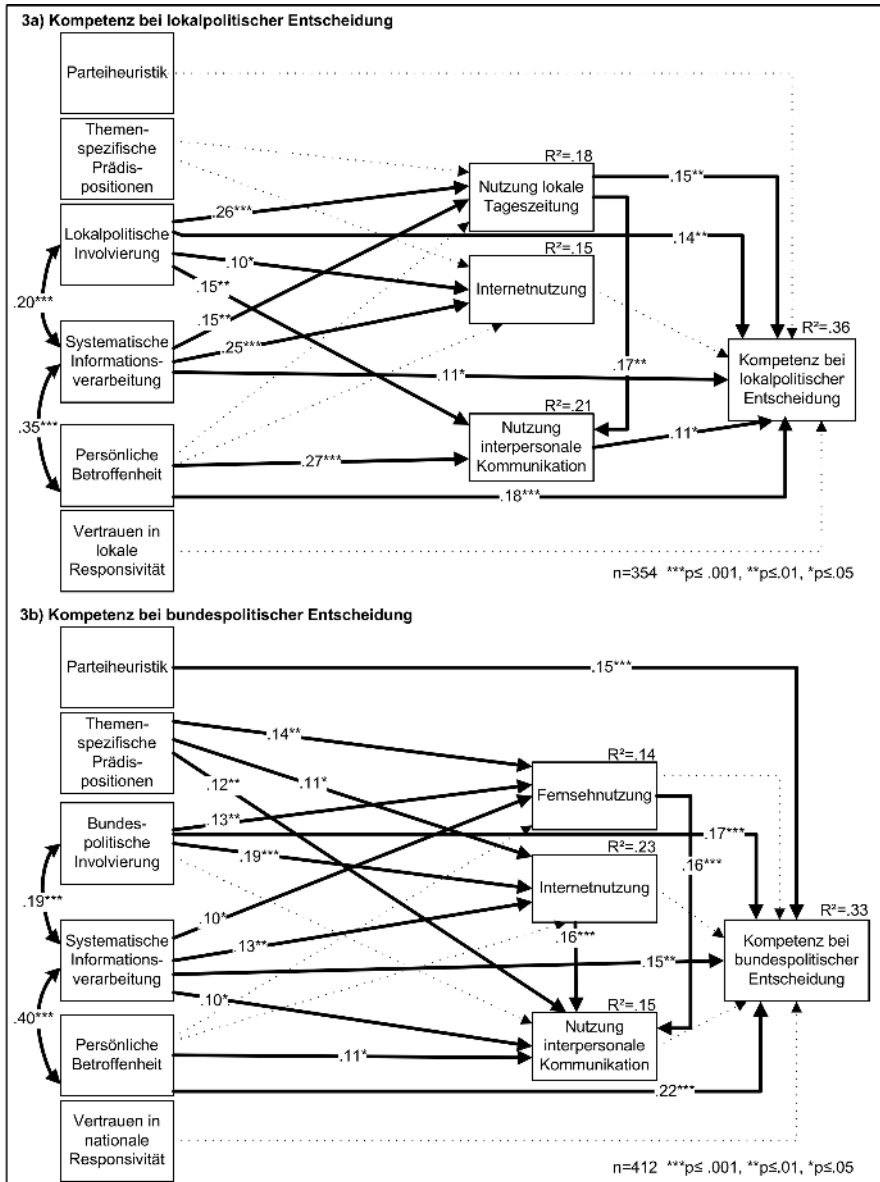 3a) Kompetenz bei lokalpolitischer Entscheidung
Parteiheuristik
Themen-
spezifische
Prädis-
positionen
R²=.18
Nutzung lokale
Tageszeitung
.15**
.26***
Lokalpolitische
Involvierung
.14**
R²=.15
.10*
Internetnutzung
.15**
.20***
.15**
R²=.36
Systematische
Informations-
verarbeitung
.25***
Kompetenz bei
lokalpolitischer
Entscheidung
.17**
.11*
R²=.21
.35***
Persönliche
Betroffenheit
Nutzung
interpersonale
Kommunikation
.11*
.27***
.18***
Vertrauen in
lokale
Responsivität
n=354 ***p≤ .001, **p≤.01, *p≤.05
3b) Kompetenz bei bundespolitischer Entscheidung
Parteiheuristik
.15***
Themen-
spezifische
Prädis-
positionen
.14**
.11*
.12**
R²=.14
Fernsehnutzung
Bundes-
politische
Involvierung
.13**
.17***
.19***
R²=.23
Internetnutzung
.16***
.19***
R²=.33
.10*
Systematische
Informations-
verarbeitung
.13**
.16***
Kompetenz bei
bundespolitischer
Entscheidung
.15**
.10*
R²=.15
.40***
Persönliche
Betroffenheit
Nutzung
interpersonale
Kommunikation
.11*
.22***
Vertrauen in
nationale
Responsivität
n=412 ***p≤ .001, **p≤.01, *p≤.05